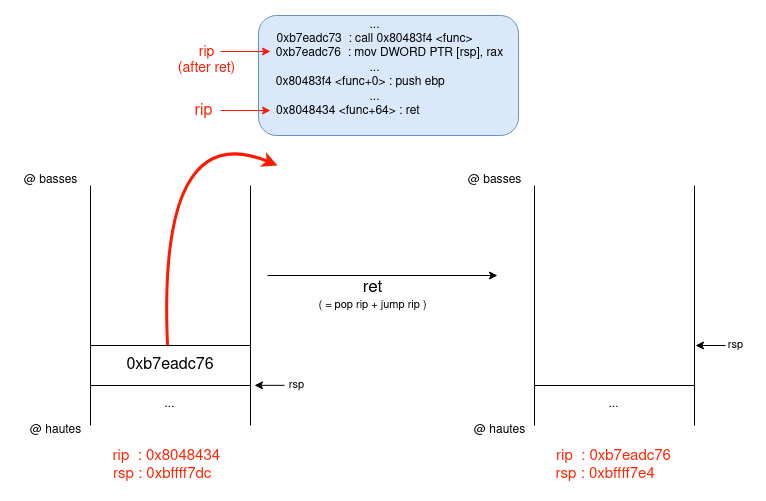 ...
0xb7eadc73 : call 0x80483f4 <func>
rip
0xb7eadc76 : mov DWORD PTR [rsp], rax
(after ret)
...
0x80483f4 <func+0> : push ebp
...
rip
0x8048434 <func+64> : ret
@ basses
@ basses
ret
( = pop rip + jump rip )
rsp
0xb7eadc76
rsp
...
...
@ hautes
@ hautes
rip : 0x8048434
rsp : 0xbffff7dc
rip : 0xb7eadc76
rsp : 0xbffff7e4